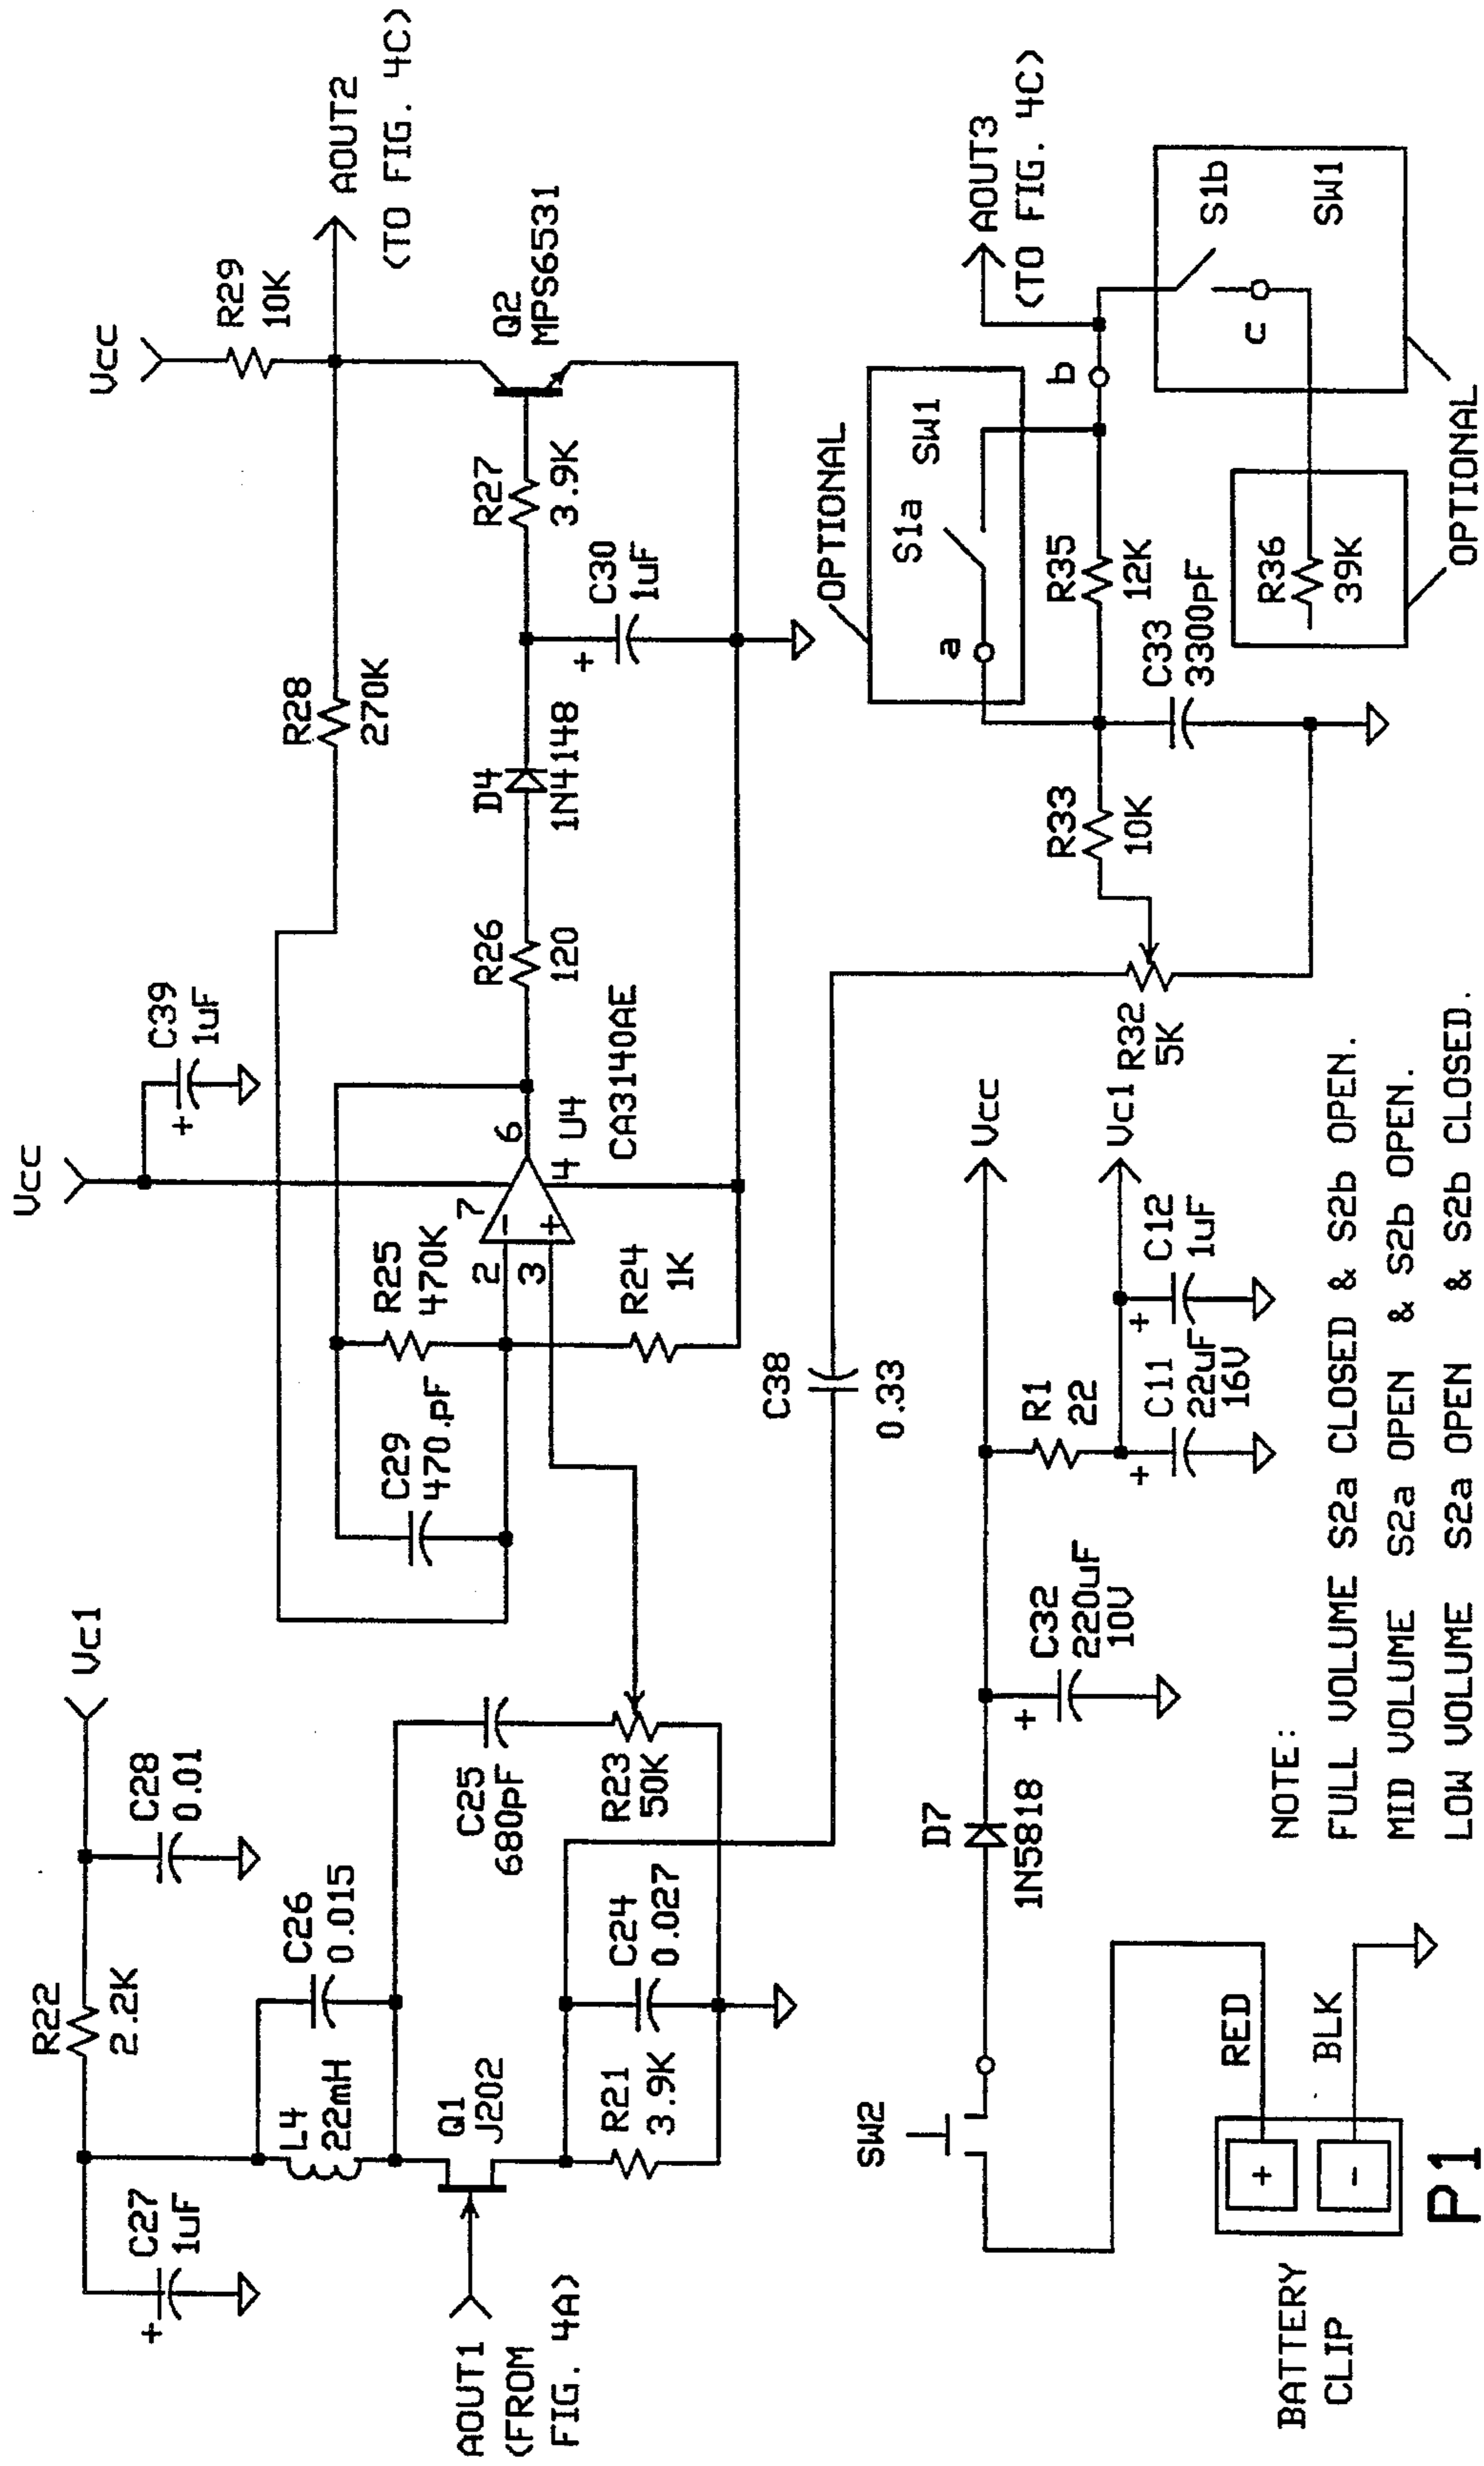 Vcc
R29
10K
AOUT2
(TO FIG. 4C)
R28
270K
Q2
MPS6531
R27
3.9K
C30
1uF
+
D4
1N4148
R26
120
Vcc
C39
1uF
+
7
6
U4
4
CA3140AE
2
3
-
+
R25
470K
C29
470.pF
R24
1K
Vc1
C28
0.01
R22
2.2K
C26
0.015
C27
1uF
+
L4
22mH
C25
680pF
R23
50K
Q1
J202
C24
0.027
R21
3.9K
AOUT1
(FROM
FIG. 4A)
C38
0.33
AOUT3
(TO FIG. 4C)
OPTIONAL
S1a
SW1
a
b
R35
12K
R33
10K
C33
3300pF
S1b
SW1
c
R36
39K
OPTIONAL
R32
5K
SW2
D7
1N5818
C32
220uF
10V
+
Vcc
R1
22
Vc1
C11
22uF
16V
+
C12
1uF
+
RED
BLK
+
-
BATTERY
CLIP
P1
NOTE:
FULL VOLUME S2a CLOSED & S2b OPEN.
MID VOLUME S2a OPEN & S2b OPEN.
LOW VOLUME S2a OPEN & S2b CLOSED.